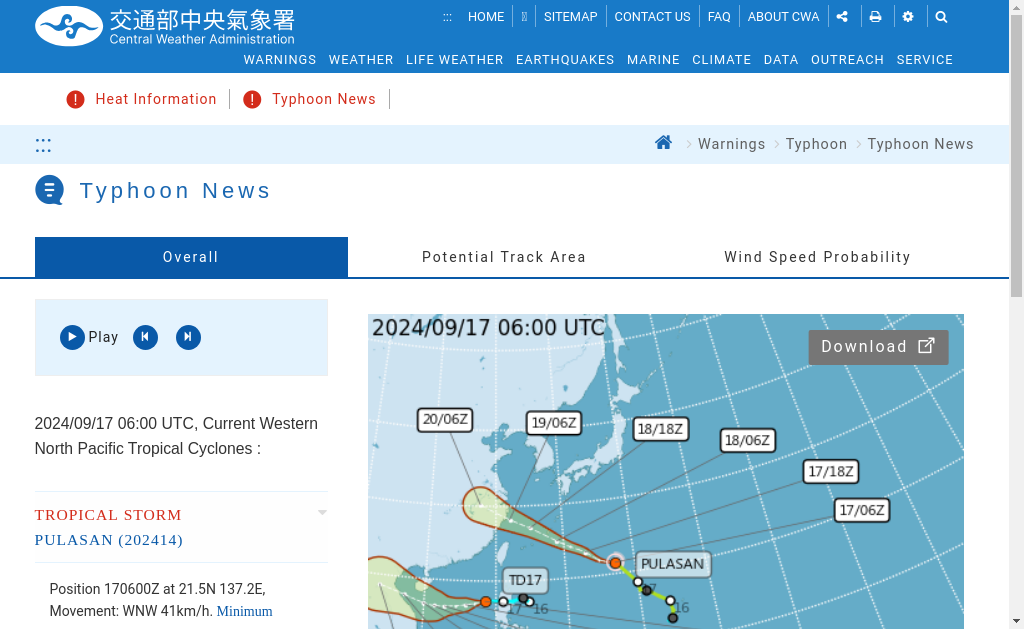 交通部中央氣象署
Central Weather Administration
::: HOME SITEMAP CONTACT US FAQ ABOUT CWA
WARNINGS WEATHER LIFE WEATHER EARTHQUAKES MARINE CLIMATE DATA OUTREACH SERVICE
Heat Information Typhoon News
::: Warnings Typhoon Typhoon News
Typhoon News
Overall Potential Track Area Wind Speed Probability
Play
2024/09/17 06:00 UTC, Current Western
North Pacific Tropical Cyclones :
TROPICAL STORM
PULASAN (202414)
Position 170600Z at 21.5N 137.2E,
Movement: WNW 41km/h. Minimum
2024/09/17 06:00 UTC
Download
20/06Z
19/06Z
18/18Z
18/06Z
17/18Z
17/06Z
PULASAN
TD17
17
16
17 16